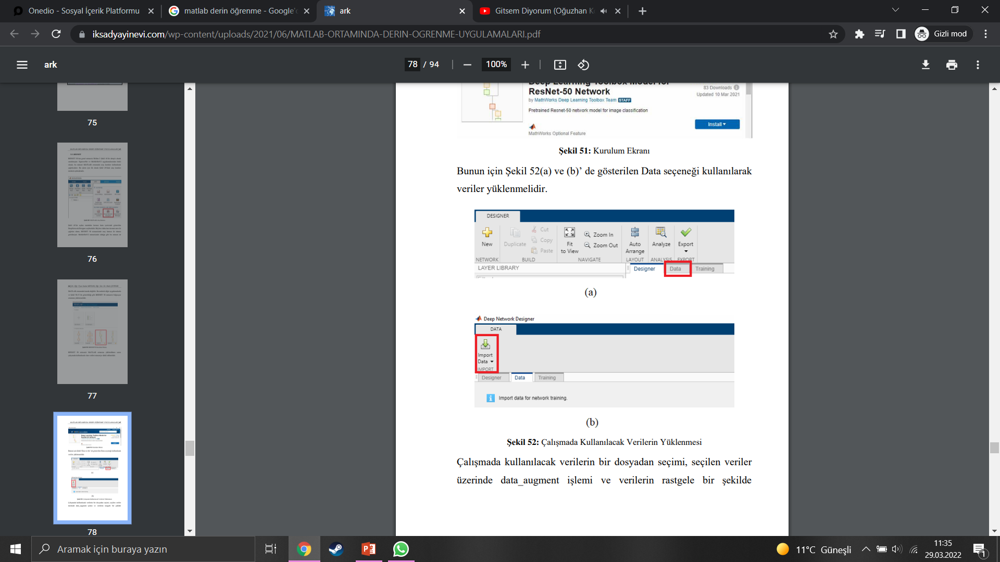 Onedio - Sosyal İçerik Platformu
matlab derin öğrenme - Google'd
ark
Gitsem Diyorum (Oğuzhan K
iksadyayinevi.com/wp-content/uploads/2021/06/MATLAB-ORTAMINDA-DERIN-OGRENME-UYGULAMALARI.pdf
Gizli mod
ark
78 / 94
100%
75
76
77
78
Deep Learning Toolbox Model for
ResNet-50 Network
by MathWorks Deep Learning Toolbox Team STAFF
Pretrained Resnet-50 network model for image classification
MathWorks Optional Feature
83 Downloads
Updated 10 Mar 2021
Install
Şekil 51: Kurulum Ekranı
Bunun için Şekil 52(a) ve (b)’ de gösterilen Data seçeneği kullanılarak
veriler yüklenmelidir.
DESIGNER
New
Duplicate
Cut
Copy
Paste
Fit
to View
Zoom In
Zoom Out
Auto
Arrange
Analyze
Export
NETWORK
BUILD
NAVIGATE
LAYOUT
ANALYSIS
EXPORT
LAYER LIBRARY
Designer
Data
Training
(a)
Deep Network Designer
DATA
Import
Data
IMPORT
Designer
Data
Training
Import data for network training.
(b)
Şekil 52: Çalışmada Kullanılacak Verilerin Yüklenmesi
Çalışmada kullanılacak verilerin bir dosyadan seçimi, seçilen veriler
üzerinde data_augment işlemi ve verilerin rastgele bir şekilde
Aramak için buraya yazın
11°C Güneşli
11:35
29.03.2022
1